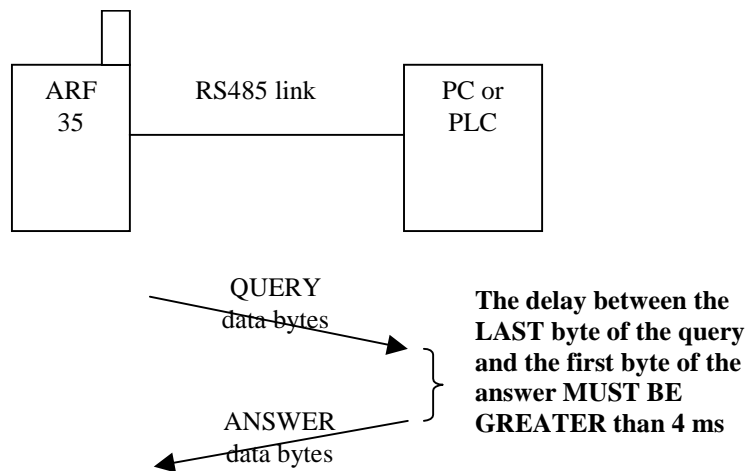 ARF
35
RS485 link
PC or
PLC
QUERY
data bytes
The delay between the
LAST byte of the query
and the first byte of the
answer MUST BE
GREATER than 4 ms
ANSWER
data bytes